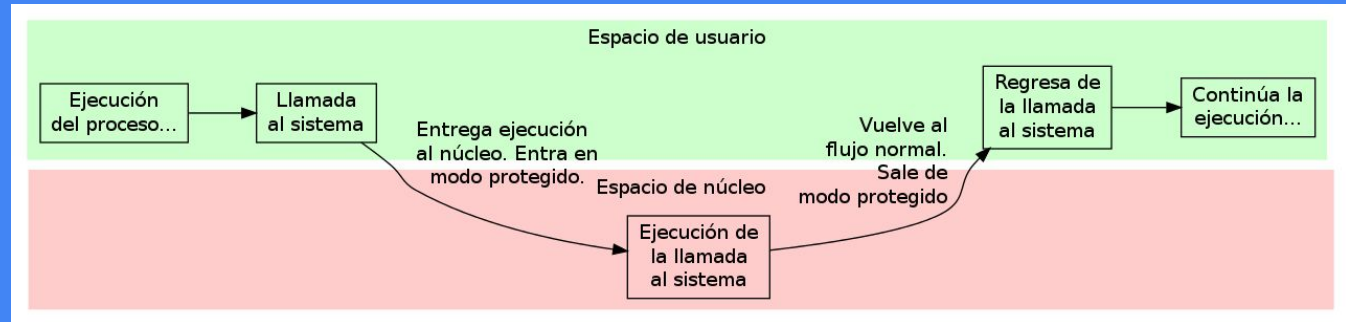 Espacio de usuario
Ejecución
del proceso...
Llamada
al sistema
Entrega ejecución
al núcleo. Entra en
modo protegido.
Espacio de núcleo
Ejecución de
la llamada
al sistema
Vuelve al
flujo normal.
Sale de
modo protegido
Regresa de
la llamada
al sistema
Continúa la
ejecución...